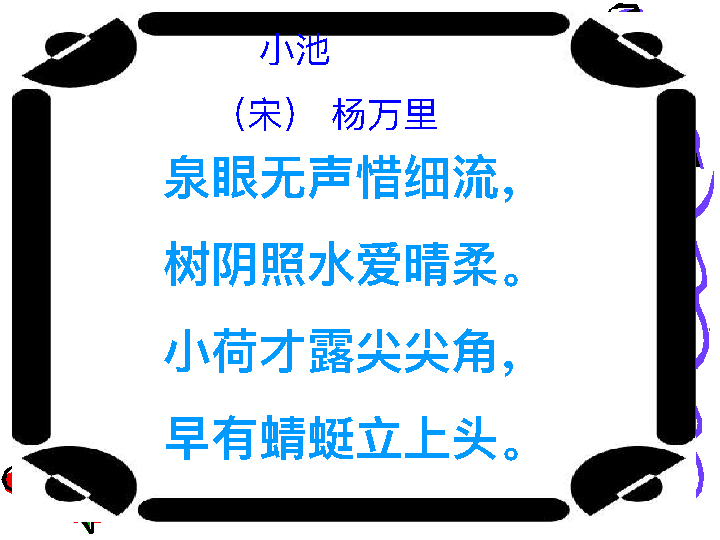 小池
（宋） 杨万里
泉眼无声惜细流，
树阴照水爱晴柔。
小荷才露尖尖角，
早有蜻蜓立上头。